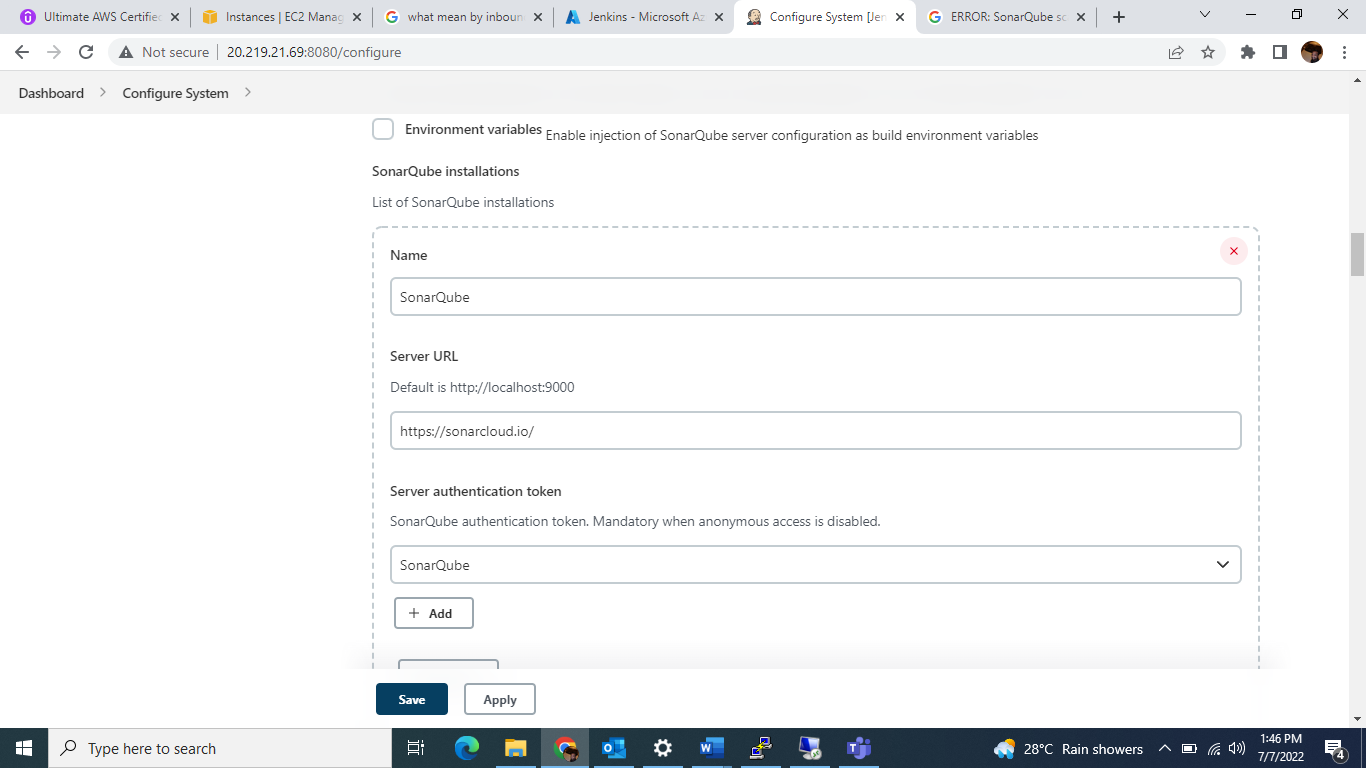 Ultimate AWS Certified
Instances | EC2 Manag
what mean by inboun
Jenkins - Microsoft Az
Configure System [Jen
ERROR: SonarQube sc
Not secure
20.219.21.69:8080/configure
Dashboard
Configure System
Environment variables
Enable injection of SonarQube server configuration as build environment variables
SonarQube installations
List of SonarQube installations
Name
SonarQube
Server URL
Default is http://localhost:9000
https://sonarcloud.io/
Server authentication token
SonarQube authentication token. Mandatory when anonymous access is disabled.
SonarQube
Add
Save
Apply
Type here to search
28°C Rain showers
1:46 PM
7/7/2022
4